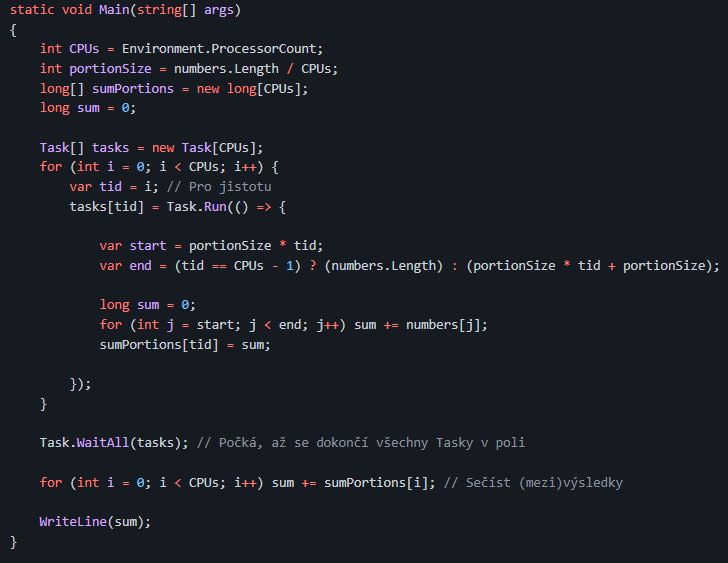 static void Main(string[] args)
{
    int CPUs = Environment.ProcessorCount;
    int portionSize = numbers.Length / CPUs;
    long[] sumPortions = new long[CPUs];
    long sum = 0;

    Task[] tasks = new Task[CPUs];
    for (int i = 0; i < CPUs; i++) {
        var tid = i; // Pro jistotu
        tasks[tid] = Task.Run(() => {

            var start = portionSize * tid;
            var end = (tid == CPUs - 1) ? (numbers.Length) : (portionSize * tid + portionSize);

            long sum = 0;
            for (int j = start; j < end; j++) sum += numbers[j];
            sumPortions[tid] = sum;

        });
    }

    Task.WaitAll(tasks); // Počká, až se dokončí všechny Tasky v poli

    for (int i = 0; i < CPUs; i++) sum += sumPortions[i]; // Sečíst (mezi)výsledky

    WriteLine(sum);
}